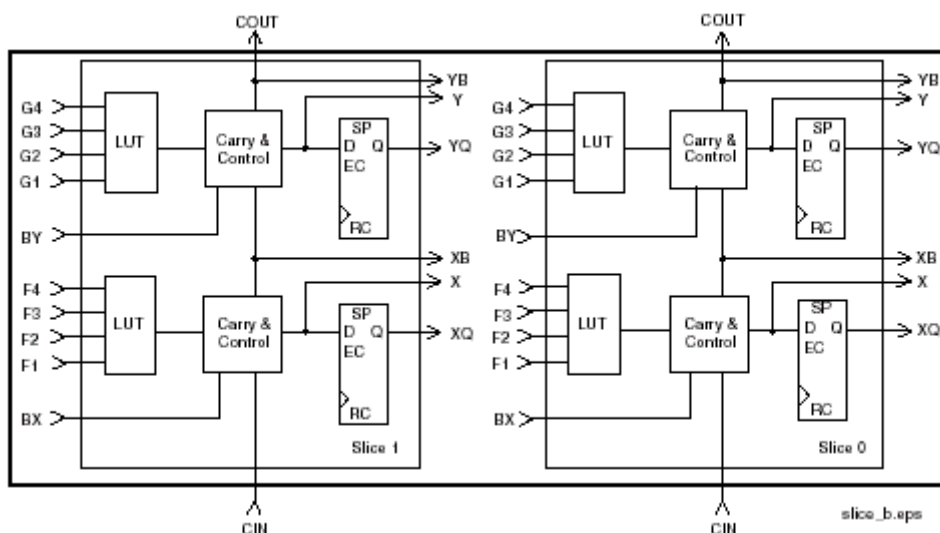 COUT COUT
YB YB
Y Y
G4 G4
G3 G3
G2 G2
G1 G1
LUT LUT
Carry & Control Carry & Control
SP SP
D Q D Q
EC EC
RC RC
YQ YQ
BY BY
XB XB
X X
F4 F4
F3 F3
F2 F2
F1 F1
LUT LUT
Carry & Control Carry & Control
SP SP
D Q D Q
EC EC
RC RC
XQ XQ
BX BX
Slice 1 Slice 0
CIN CIN
slice_b.eps